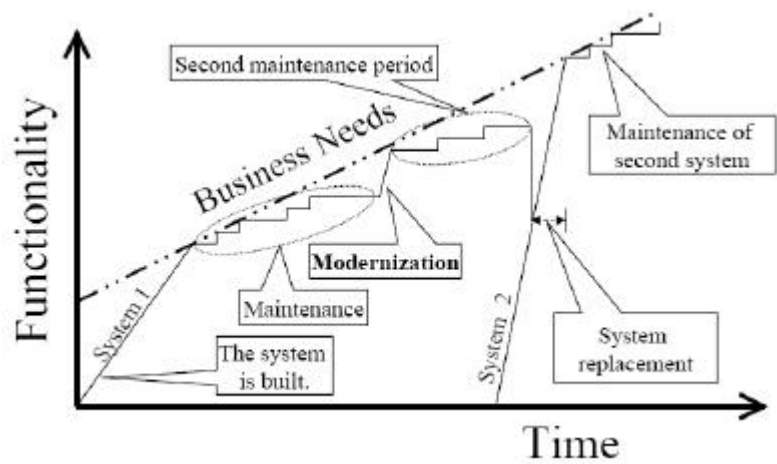 Functionality
Business Needs
Second maintenance period
Maintenance of
second system
Modernization
Maintenance
System 1
The system
is built.
System 2
System
replacement
Time